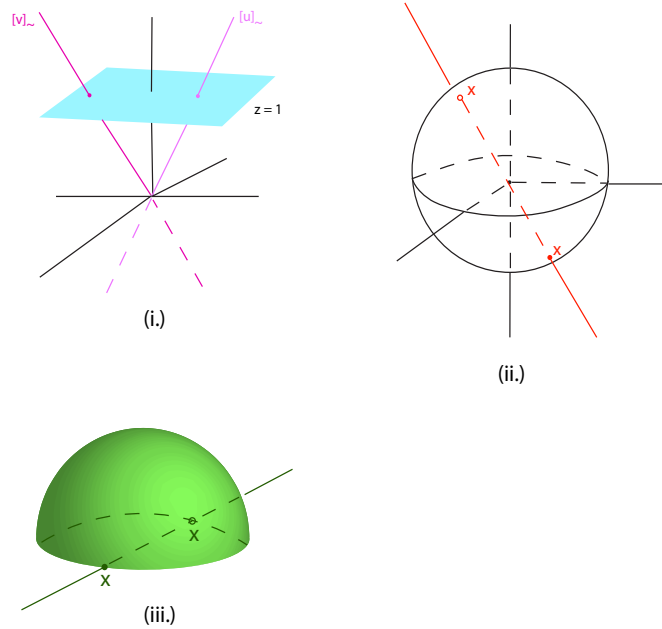 [v]~ [u]~
z = 1
(i.)
x
x
(ii.)
x
x
(iii.)